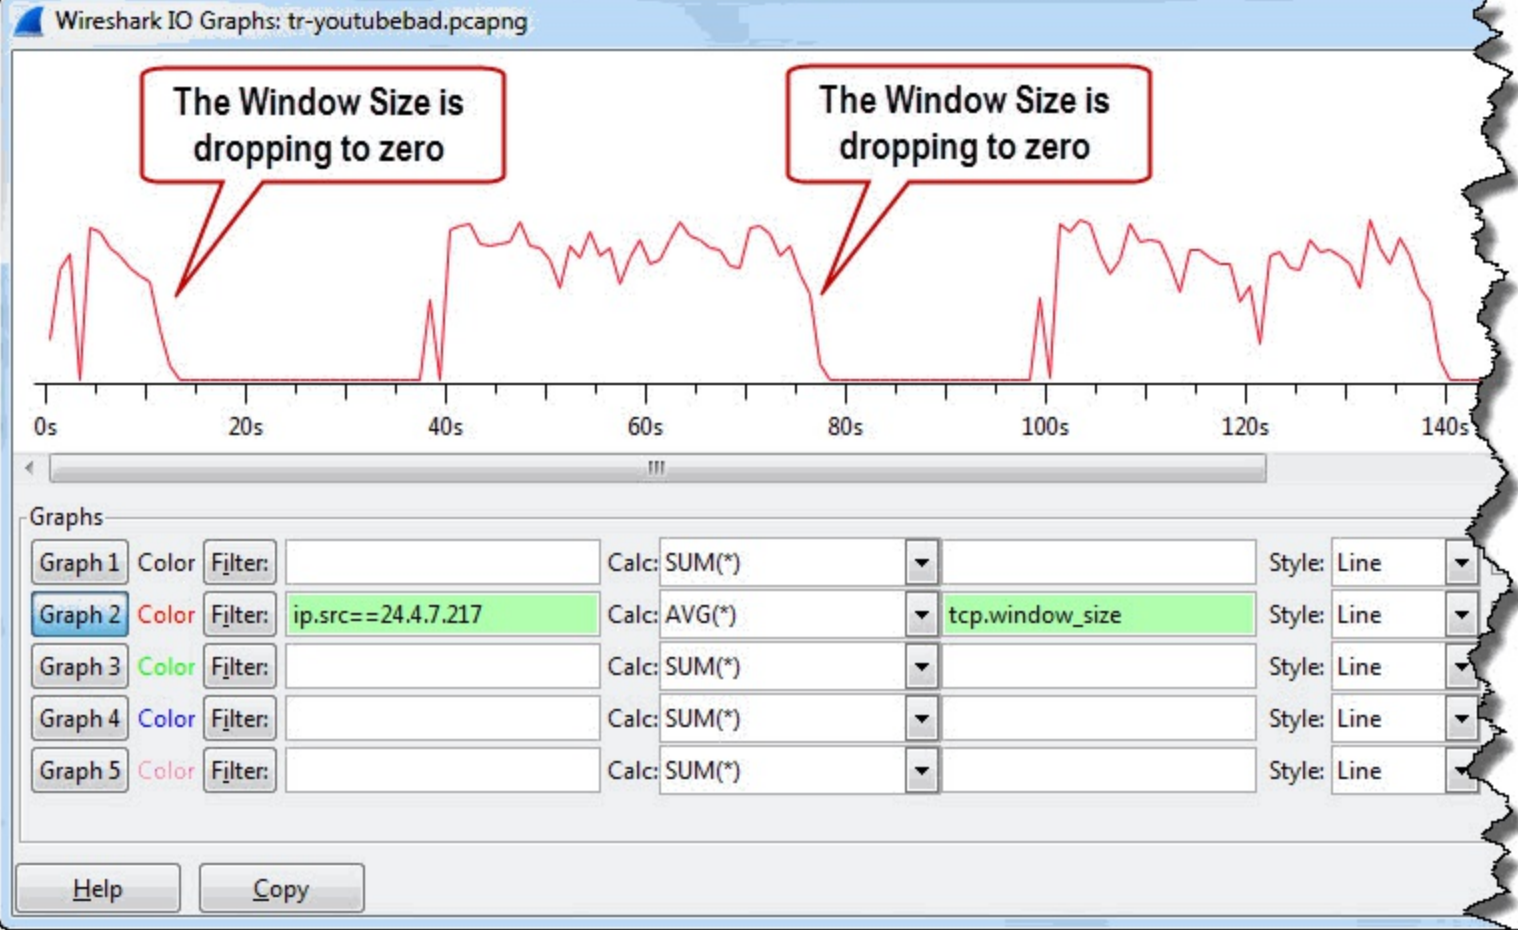 Wireshark IO Graphs: tr-youtubebad.pcapng
The Window Size is
dropping to zero
The Window Size is
dropping to zero
0s 20s 40s 60s 80s 100s 120s 140s
Graphs
Graph 1 Color Filter: Calc: SUM(*) Style: Line
Graph 2 Color Filter: ip.src==24.4.7.217 Calc: AVG(*) tcp.window_size Style: Line
Graph 3 Color Filter: Calc: SUM(*) Style: Line
Graph 4 Color Filter: Calc: SUM(*) Style: Line
Graph 5 Color Filter: Calc: SUM(*) Style: Line
Help Copy